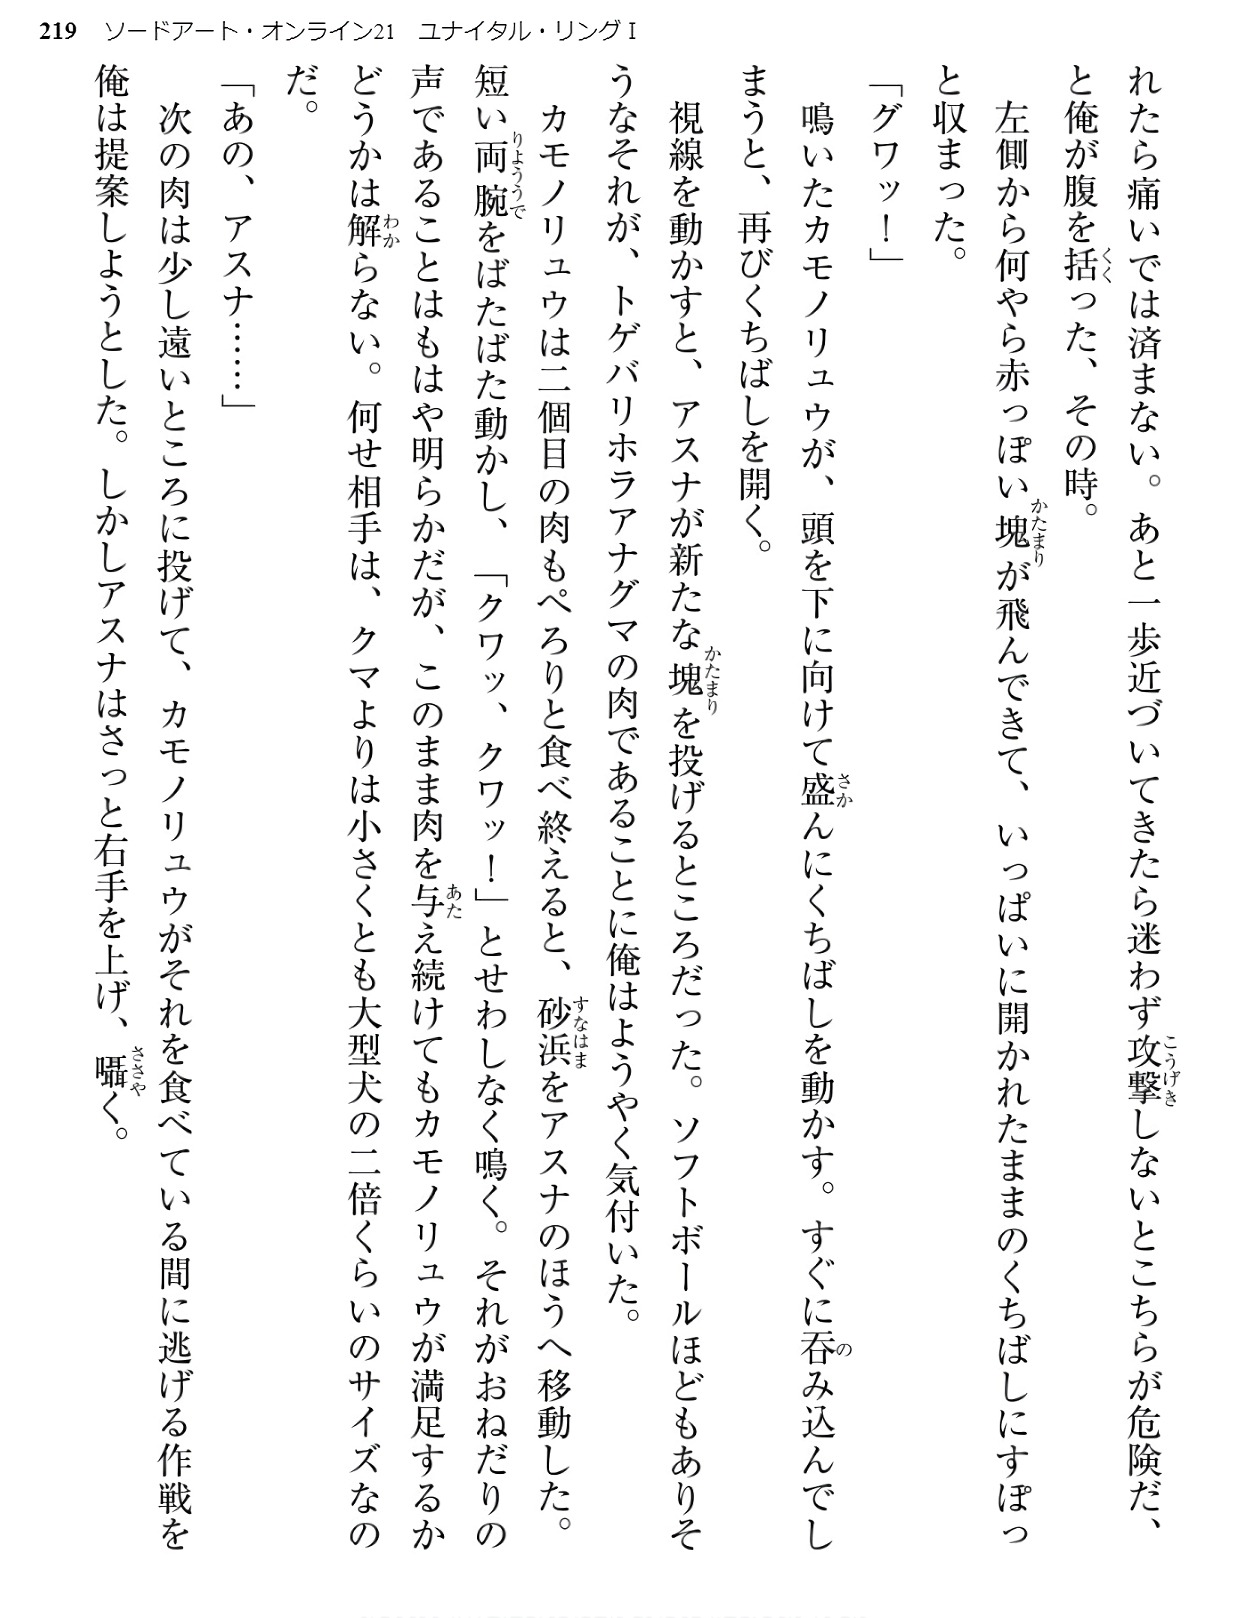 219 ソードアート・オンライン21 ユナイタル・リングⅠ
れたら痛いでは済まない。あと一歩近づいてきたら迷わず攻撃しないとこちらが危険だ、
と俺が腹を括った、その時。
左側から何やら赤っぽい塊が飛んできて、いっぱいに開かれたままのくちばしにすぽっ
と収まった。
「グワッ！」
鳴いたカモノリュウが、頭を下に向けて盛んにくちばしを動かす。すぐに呑み込んでし
まうと、再びくちばしを開く。
視線を動かすと、アスナが新たな塊を投げるところだった。ソフトボールほどもありそ
うなそれが、トゲバリホラアナグマの肉であることに俺はようやく気付いた。
カモノリュウは二個目の肉もぺろりと食べ終えると、砂浜をアスナのほうへ移動した。
短い両腕をばたばた動かし、「クワッ、クワッ！」とせわしなく鳴く。それがおねだりの
声であることはもはや明らかだが、このまま肉を与え続けてもカモノリュウが満足するか
どうかは解らない。何せ相手は、クマよりは小さくとも大型犬の二倍くらいのサイズなの
だ。
「あの、アスナ……」
次の肉は少し遠いところに投げて、カモノリュウがそれを食べている間に逃げる作戦を
俺は提案しようとした。しかしアスナはさっと右手を上げ、囁く。